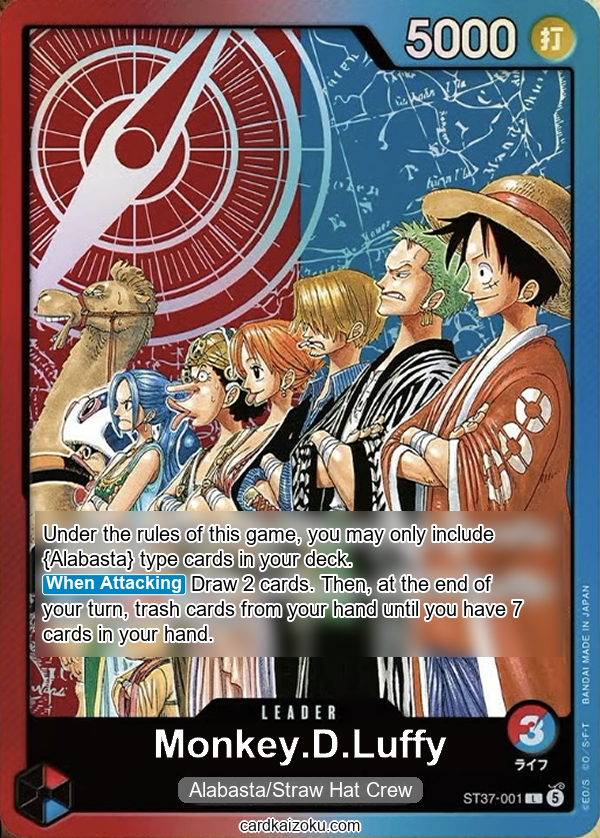 5000 打
Under the rules of this game, you may only include
{Alabasta} type cards in your deck.
When Attacking Draw 2 cards. Then, at the end of
your turn, trash cards from your hand until you have 7
cards in your hand.
LEADER
Monkey.D.Luffy
3
ライフ
Alabasta/Straw Hat Crew
ST37-001 L 5
cardkaizoku.com
©E.O/S ©O/S・F・T BANDAI MADE IN JAPAN